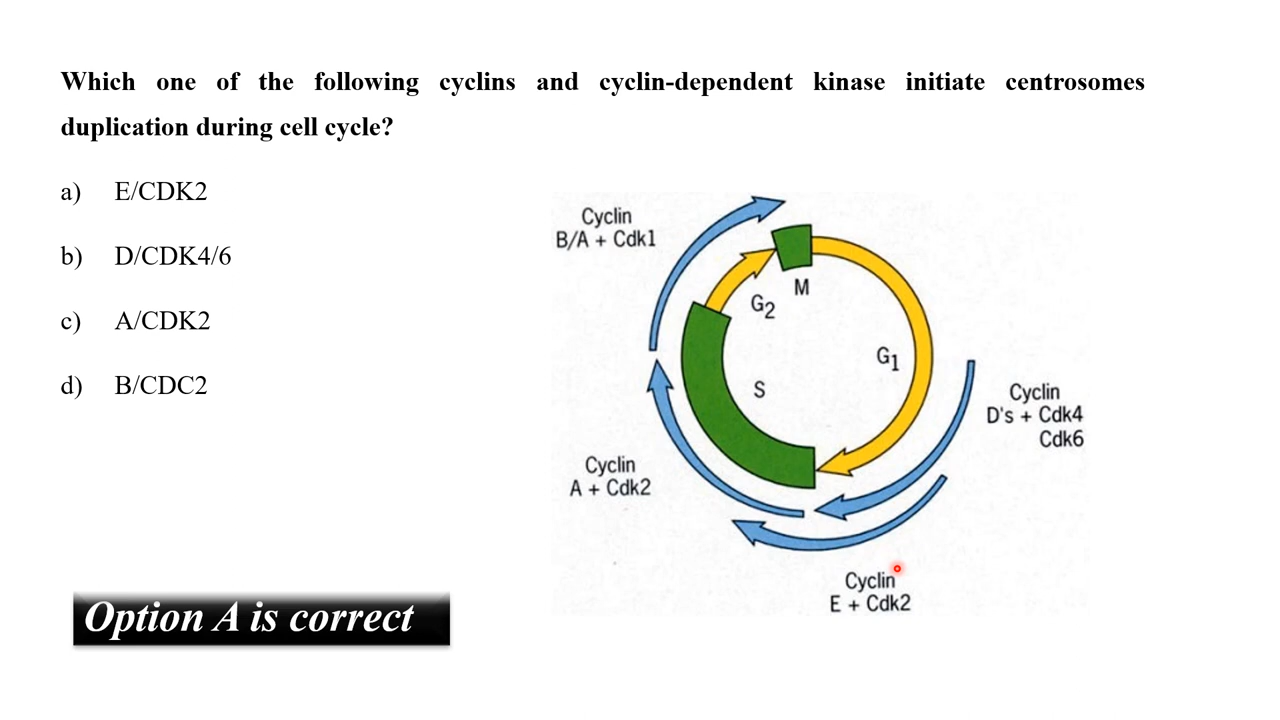 Which one of the following cyclins and cyclin-dependent kinase initiate centrosomes
duplication during cell cycle?
a) E/CDK2
b) D/CDK4/6
c) A/CDK2
d) B/CDC2
Cyclin
B/A + Cdk1
M
G2
G1
S
Cyclin
D's + Cdk4
Cdk6
Cyclin
A + Cdk2
Cyclin
E + Cdk2
Option A is correct